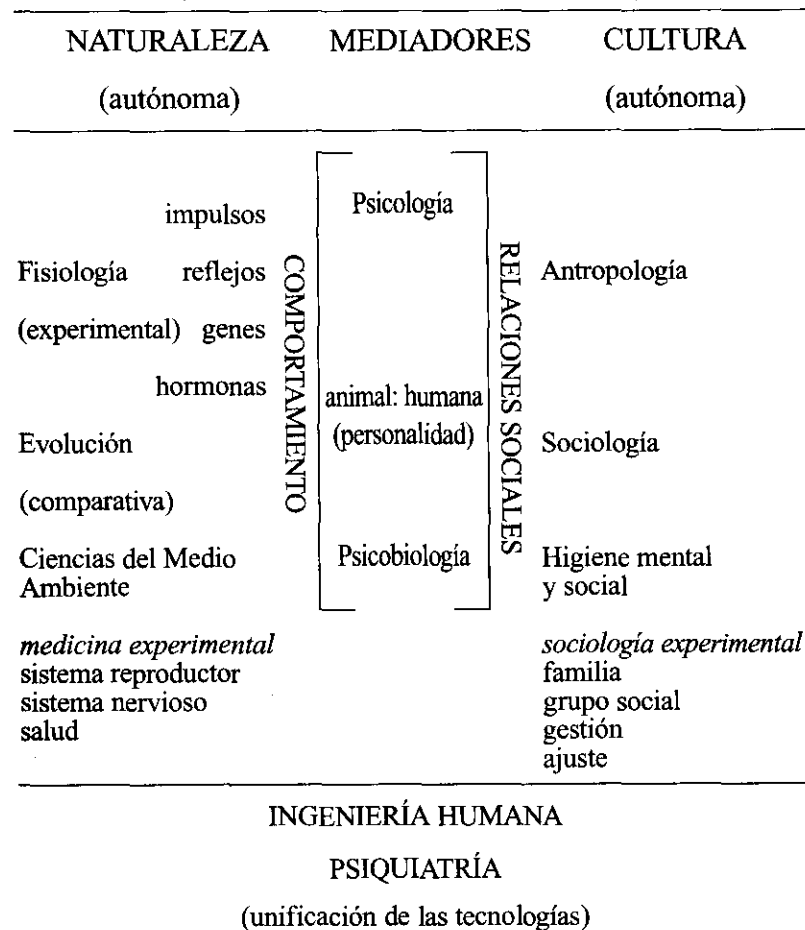 NATURALEZA MEDIADORES CULTURA
(autónoma) (autónoma)
impulsos Psicología
Fisiología reflejos Antropología
(experimental) genes
hormonas animal: humana
(personalidad)
COMPORTAMIENTO
RELACIONES SOCIALES
Evolución Sociología
(comparativa)
Ciencias del Medio Psicobiología Higiene mental
Ambiente y social
medicina experimental sociología experimental
sistema reproductor familia
sistema nervioso grupo social
salud gestión
ajuste
INGENIERÍA HUMANA
PSIQUIATRÍA
(unificación de las tecnologías)